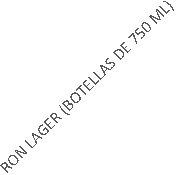 RON LAGER (BOTELLAS DE 750 ML)